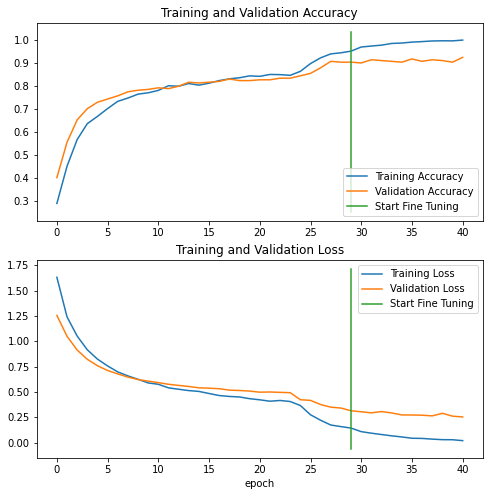 Training and Validation Accuracy
1.0
0.9
0.8
0.7
0.6
0.5
0.4
0.3
Training Accuracy
Validation Accuracy
Start Fine Tuning
0 5 10 15 20 25 30 35 40
Training and Validation Loss
1.75
1.50
1.25
1.00
0.75
0.50
0.25
0.00
Training Loss
Validation Loss
Start Fine Tuning
0 5 10 15 20 25 30 35 40
epoch